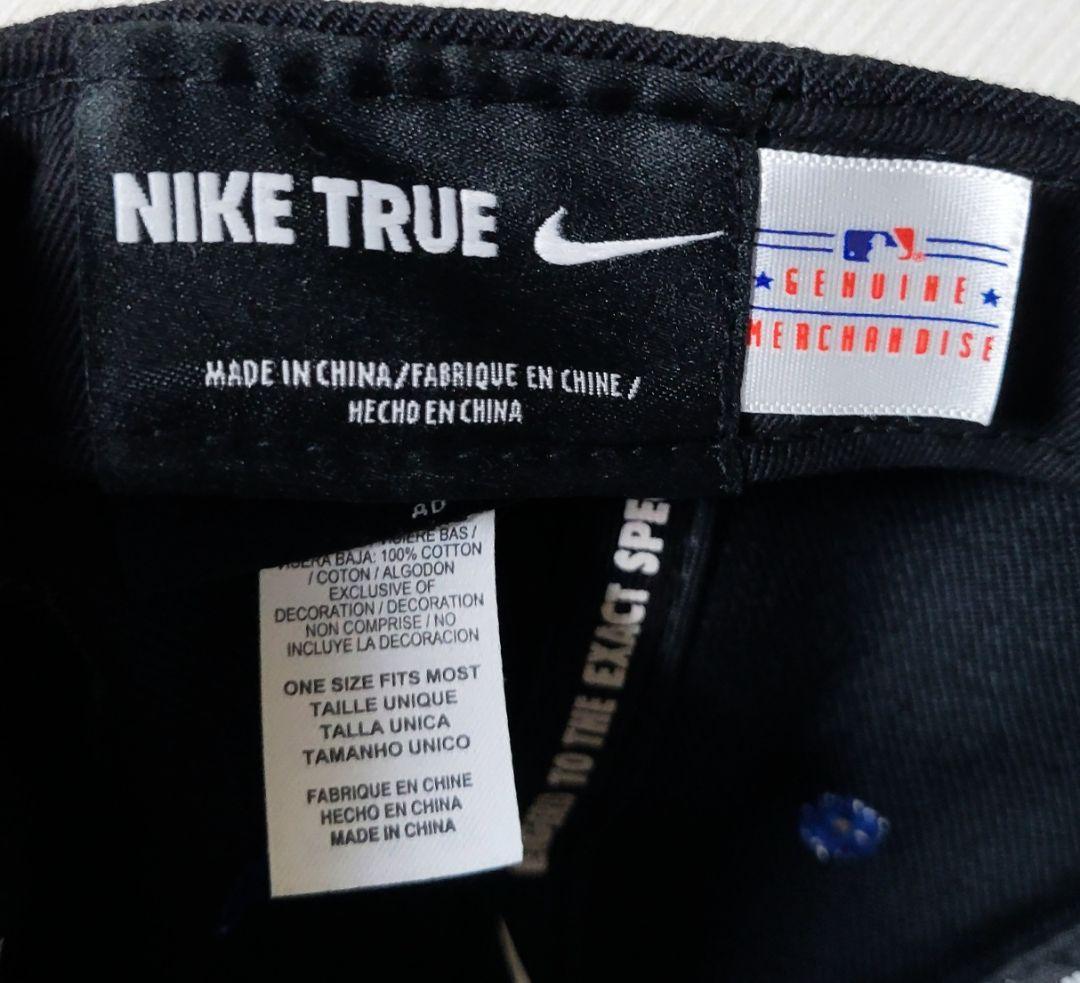 NIKE TRUE
MADE IN CHINA/FABRIQUE EN CHINE/
HECHO EN CHINA
GENUINE
MERCHANDISE
BAS /
BAJA: 100% COTTON
/ COTON / ALGODON
EXCLUSIVE OF
DECORATION / DECORATION
NON COMPRISE / NO
INCLUYE LA DECORACION
ONE SIZE FITS MOST
TAILLE UNIQUE
TALLA UNICA
TAMANHO UNICO
FABRIQUE EN CHINE
HECHO EN CHINA
MADE IN CHINA
TO THE EXACT